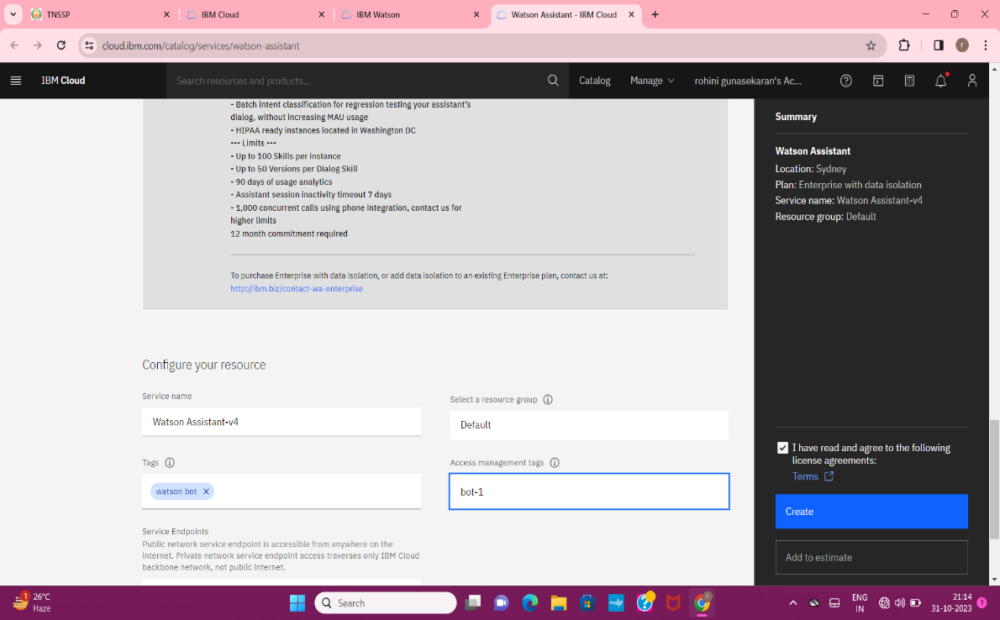 TNSSP
IBM Cloud
IBM Watson
Watson Assistant - IBM Cloud
cloud.ibm.com/catalog/services/watson-assistant
r
IBM Cloud
Search resources and products...
Catalog
Manage
rohini gunasekaran's Ac...
- Batch intent classification for regression testing your assistant's
dialog, without increasing MAU usage
- HIPAA ready instances located in Washington DC
--- Limits ---
- Up to 100 Skills per instance
- Up to 50 Versions per Dialog Skill
- 90 days of usage analytics
- Assistant session inactivity timeout 7 days
- 1,000 concurrent calls using phone integration, contact us for
higher limits
12 month commitment required
To purchase Enterprise with data isolation, or add data isolation to an existing Enterprise plan, contact us at:
http://ibm.biz/contact-wa-enterprise
Configure your resource
Service name
Watson Assistant-v4
Select a resource group
Default
Tags
watson bot
Access management tags
bot-1
Service Endpoints
Public network service endpoint is accessible from anywhere on the
internet. Private network service endpoint access traverses only IBM Cloud
backbone network, not public internet.
Summary
Watson Assistant
Location: Sydney
Plan: Enterprise with data isolation
Service name: Watson Assistant-v4
Resource group: Default
I have read and agree to the following
license agreements:
Terms
Create
Add to estimate
1
26°C
Haze
Search
ENG
IN
21:14
31-10-2023
1